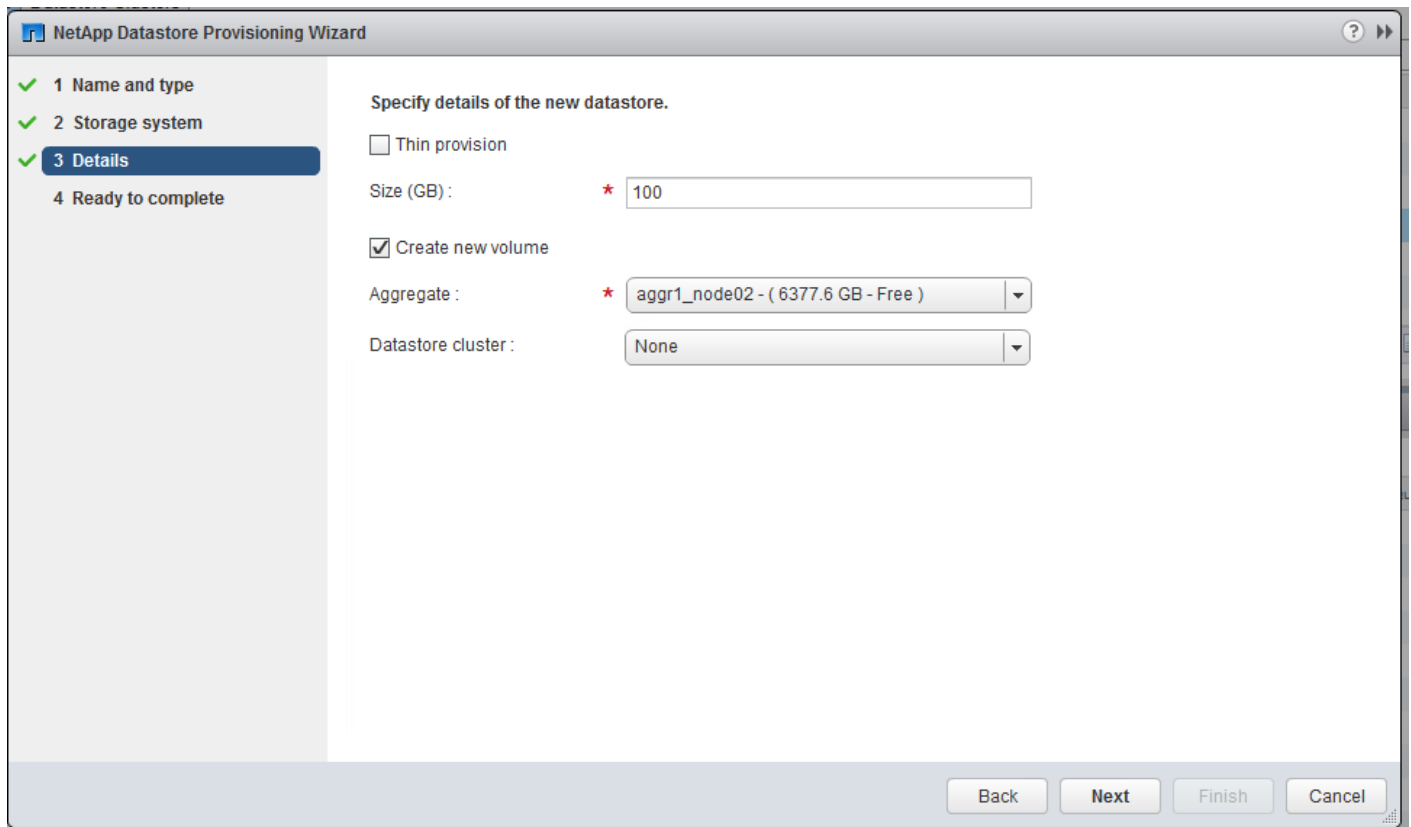 NetApp Datastore Provisioning Wizard
?
1 Name and type
2 Storage system
3 Details
4 Ready to complete
Specify details of the new datastore.
Thin provision
Size (GB) : * 100
Create new volume
Aggregate : * aggr1_node02 - ( 6377.6 GB - Free )
Datastore cluster : None
Back Next Finish Cancel